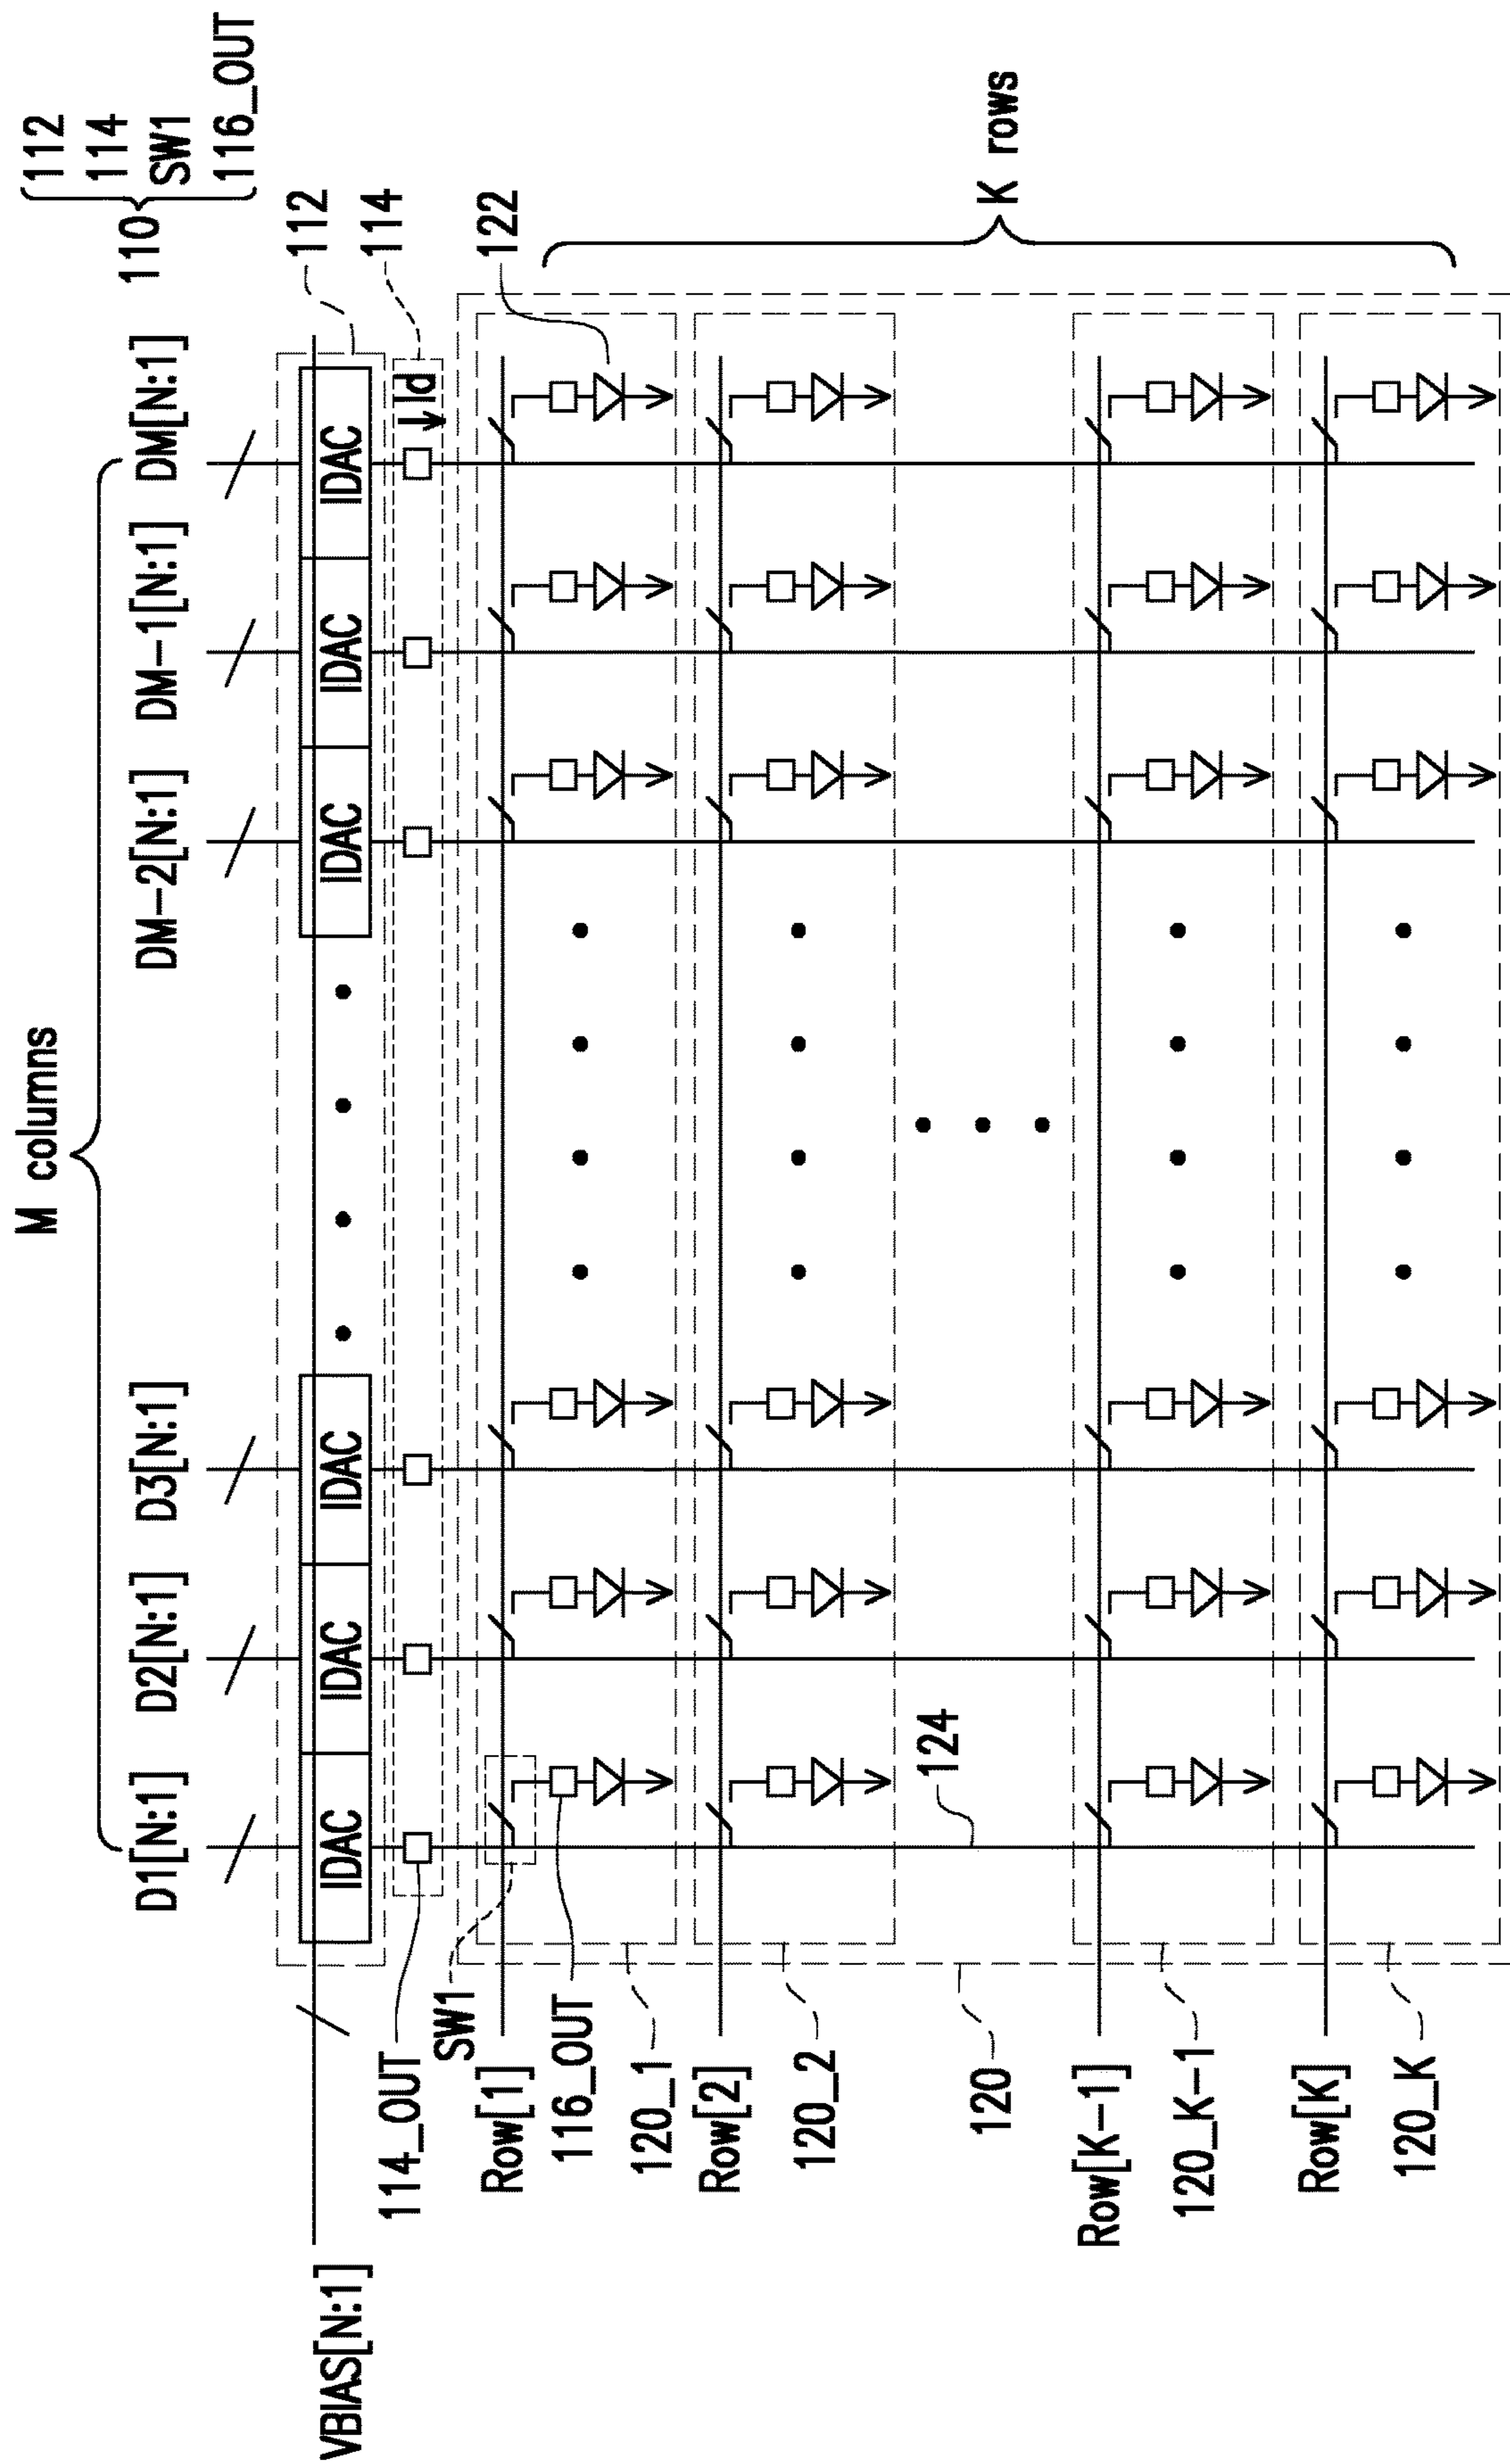 M columns
D1[N:1]
D2[N:1]
D3[N:1]
DM-2[N:1]
DM-1[N:1]
DM[N:1]
110
112
114
SW1
116_OUT
VBIAS[N:1]
IDAC
IDAC
IDAC
IDAC
IDAC
IDAC
112
114
Id
114_OUT
SW1
Row[1]
116_OUT
120_1
122
Row[2]
120_2
124
120
K rows
Row[K-1]
120_K-1
Row[K]
120_K